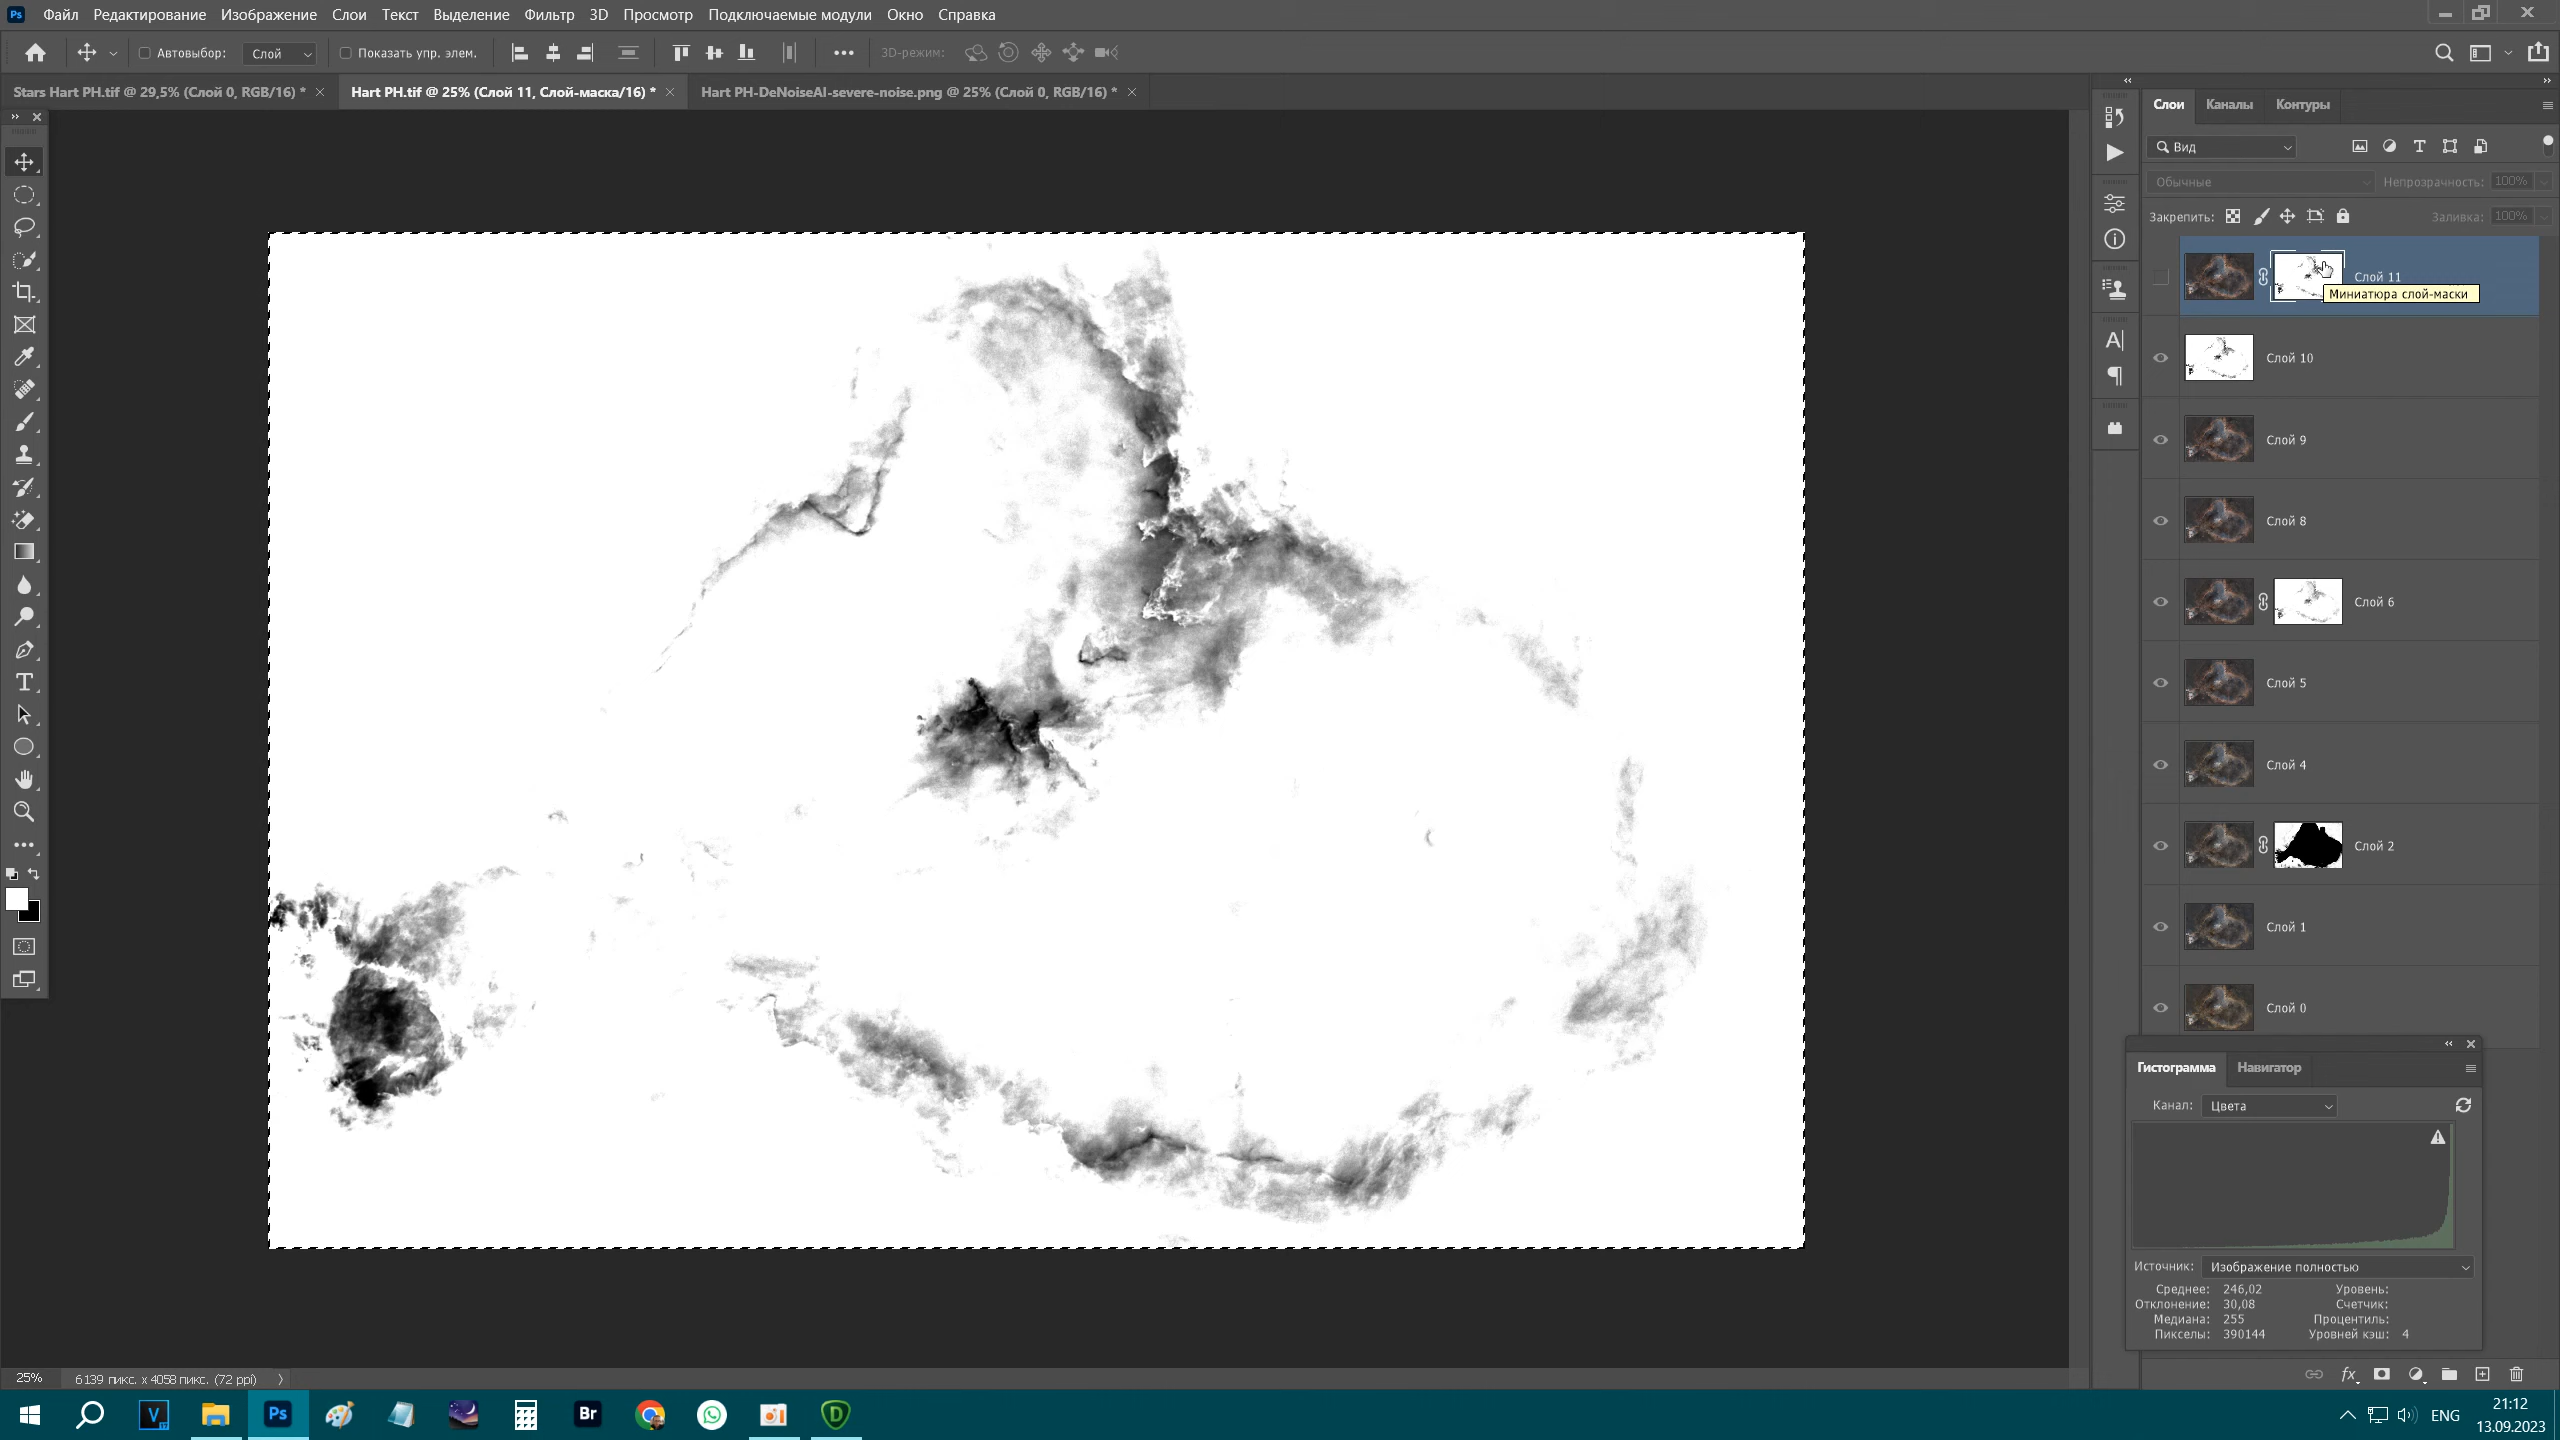 Ps Файл Редактирование Изображение Слои Текст Выделение Фильтр 3D Просмотр Подключаемые модули Окно Справка
Автовыбор: Слой Показать упр. элем. 3D-режим:
Stars Hart PH.tif @ 29,5% (Слой 0, RGB/16) * Hart PH.tif @ 25% (Слой 11, Слой-маска/16) * Hart PH-DeNoiseAI-severe-noise.png @ 25% (Слой 0, RGB/16) *
Слои Каналы Контуры
Вид
Обычные Непрозрачность: 100%
Закрепить: Заливка: 100%
Слой 11
Миниатюра слой-маски
Слой 10
Слой 9
Слой 8
Слой 6
Слой 5
Слой 4
Слой 2
Слой 1
Слой 0
Гистограмма Навигатор
Канал: Цвета
Источник: Изображение полностью
Среднее: 246,02 Уровень:
Отклонение: 30,08 Счетчик:
Медиана: 255 Процентиль:
Пикселы: 390144 Уровней кэш: 4
25% 6139 пикс. x 4058 пикс. (72 ppi)
V Ps Br D ENG 21:12
13.09.2023